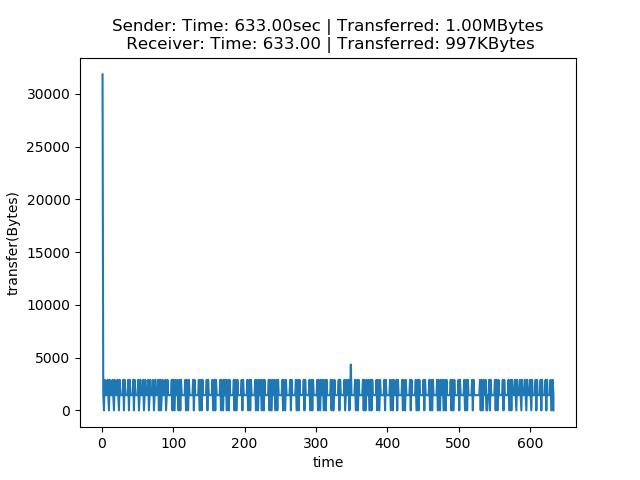 Sender: Time: 633.00sec | Transferred: 1.00MBytes
Receiver: Time: 633.00 | Transferred: 997KBytes
transfer(Bytes)
30000
25000
20000
15000
10000
5000
0
0 100 200 300 400 500 600
time